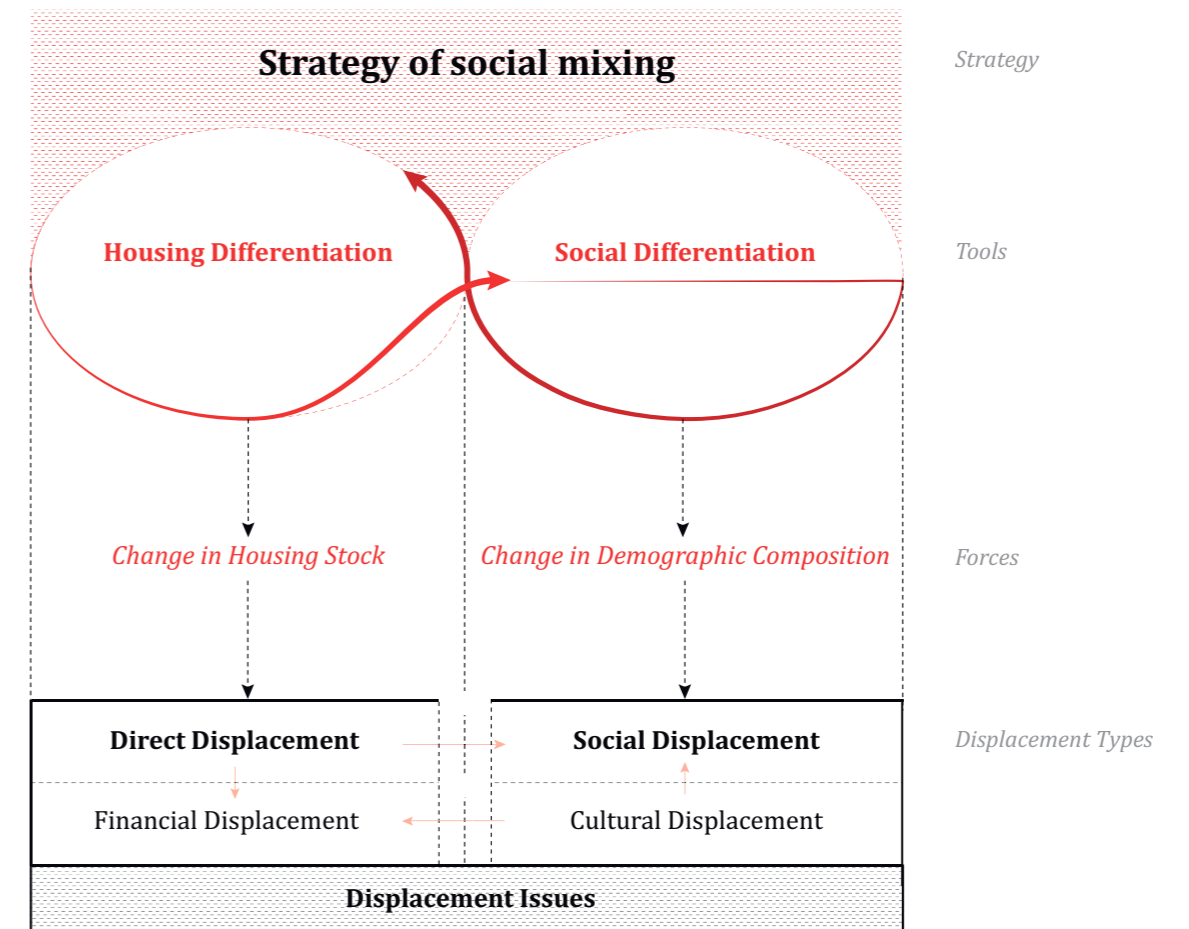 Strategy of social mixing
Strategy
Housing Differentiation
Social Differentiation
Tools
Change in Housing Stock
Change in Demographic Composition
Forces
Direct Displacement
Social Displacement
Displacement Types
Financial Displacement
Cultural Displacement
Displacement Issues